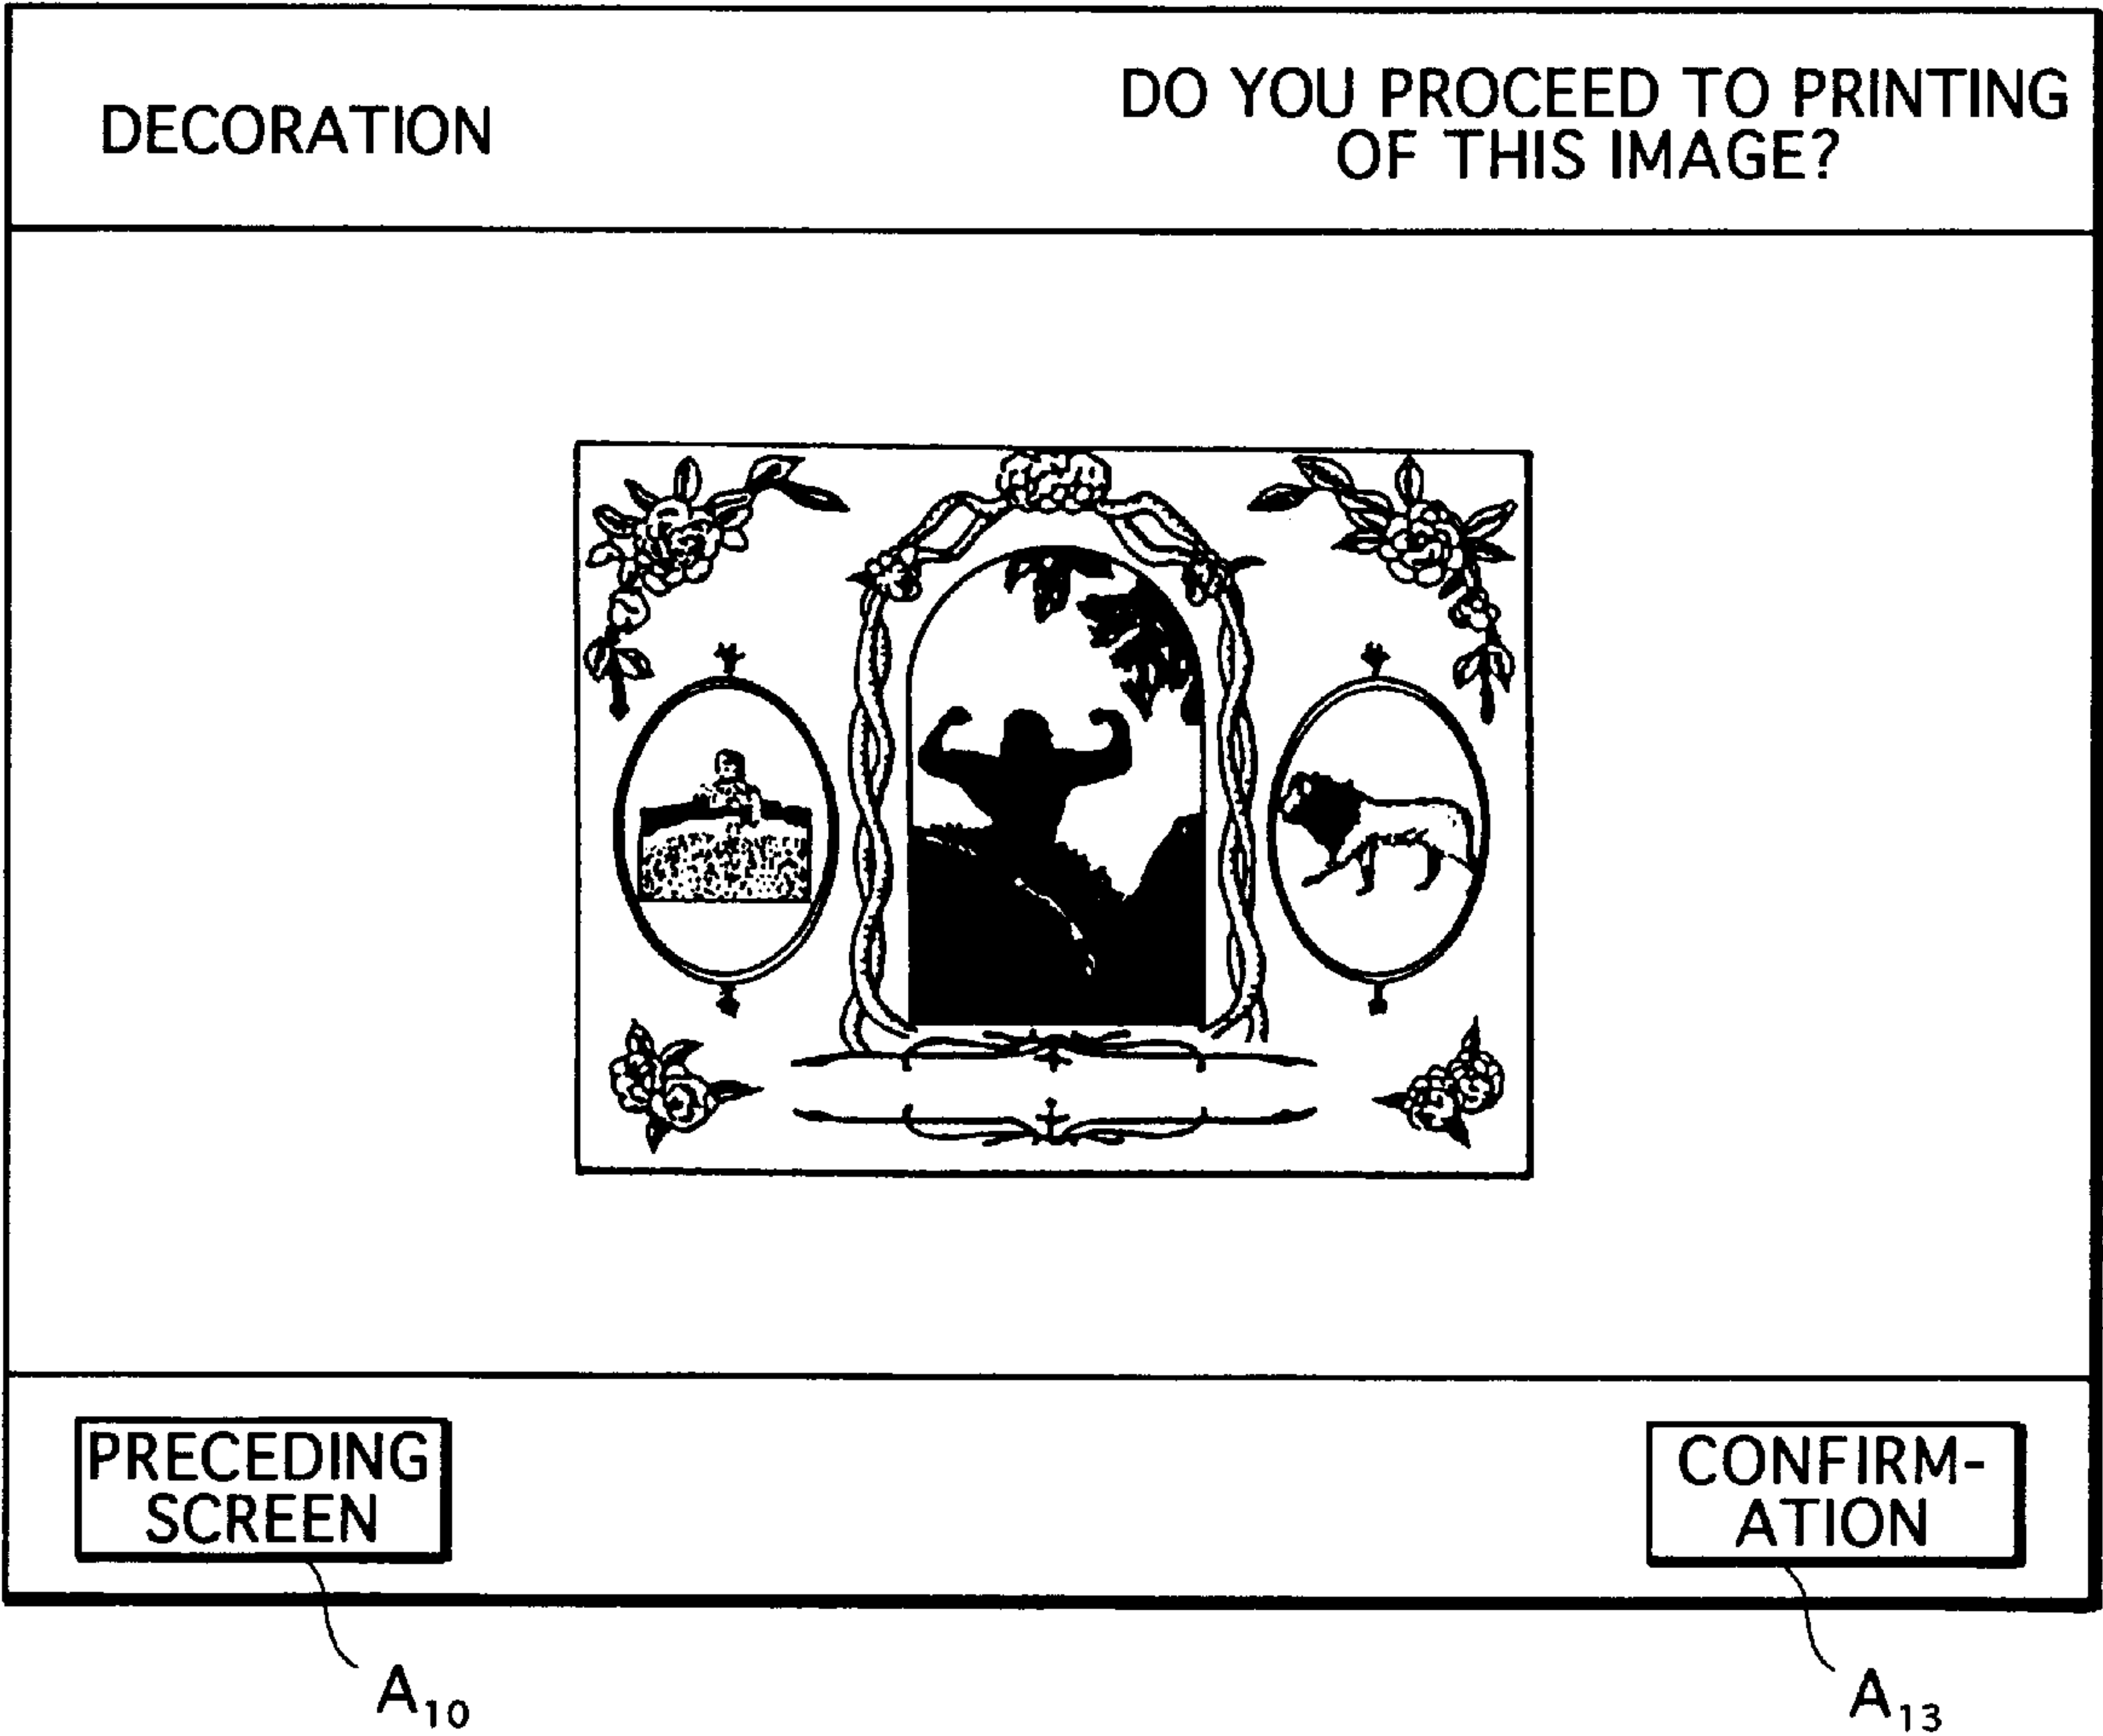 DECORATION
DO YOU PROCEED TO PRINTING
OF THIS IMAGE?
PRECEDING
SCREEN
CONFIRM-
ATION
A10
A13